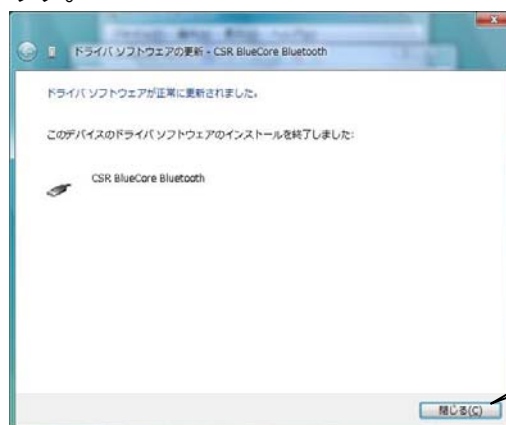 ドライバ ソフトウェアの更新 - CSR BlueCore Bluetooth
ドライバ ソフトウェアが正常に更新されました。
このデバイスのドライバ ソフトウェアのインストールを終了しました:
CSR BlueCore Bluetooth
閉じる(C)